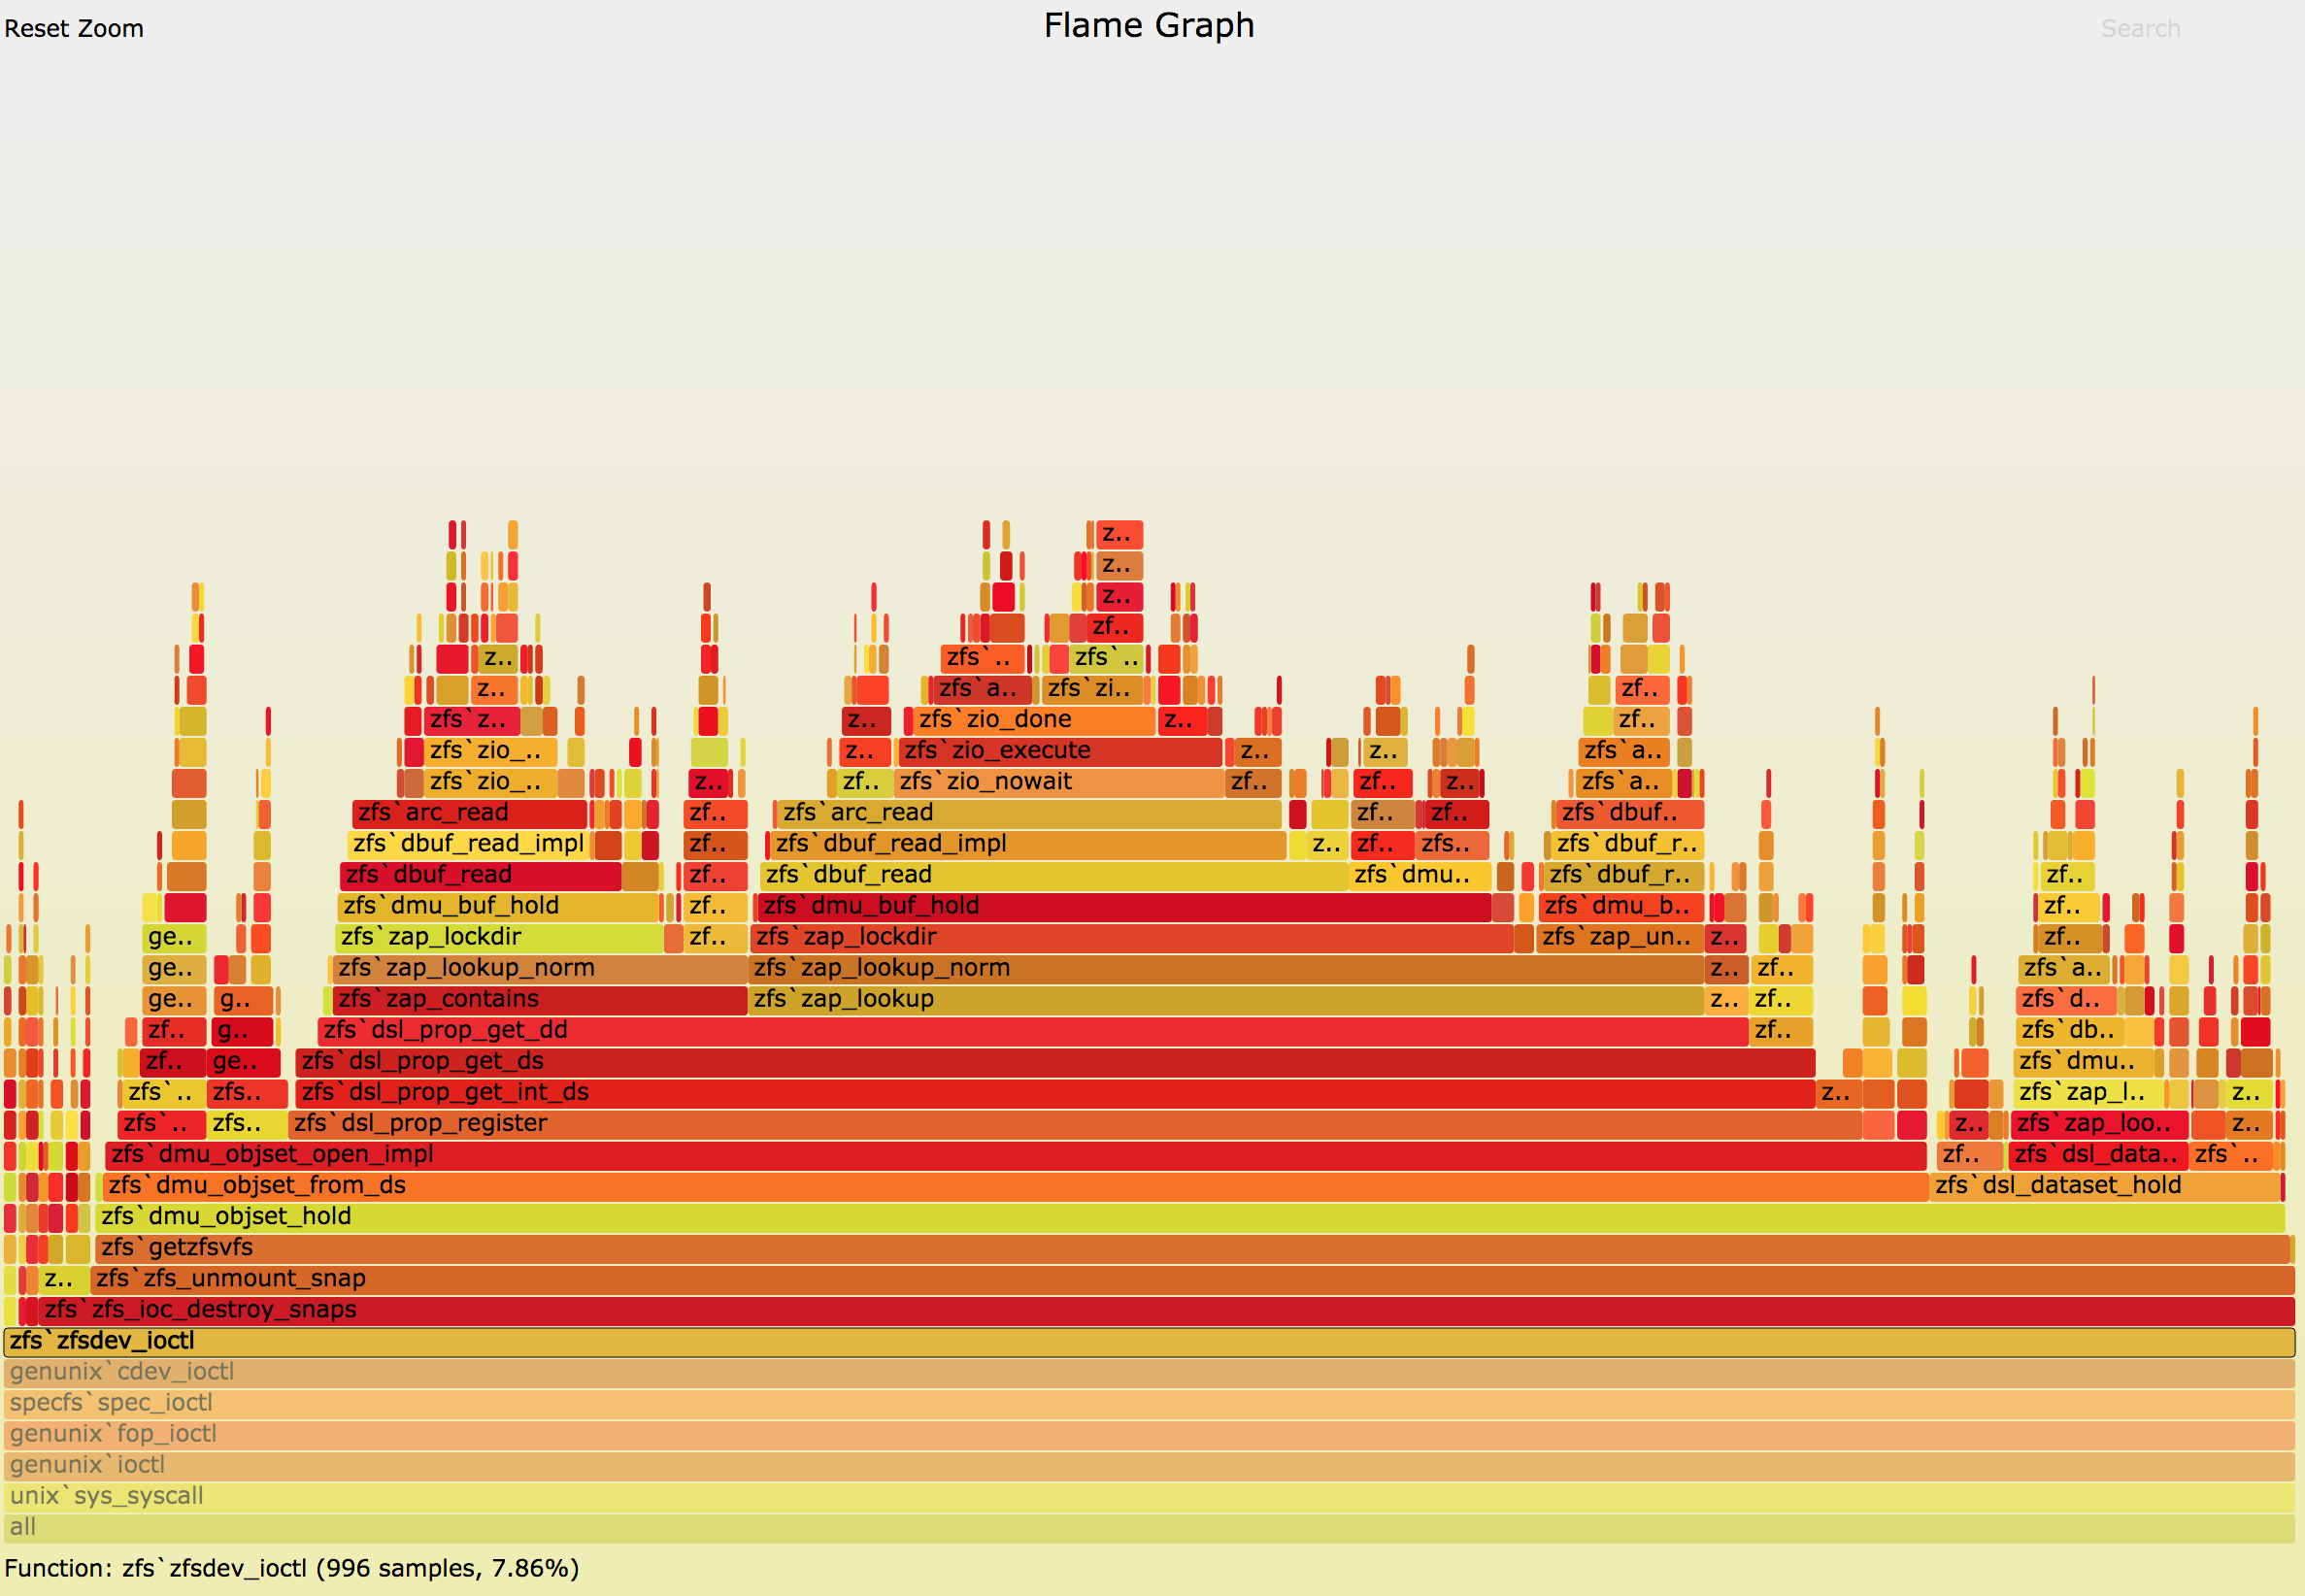 Reset Zoom Flame Graph Search
z..
z..
z..
zf..
z.. zfs`.. zfs`..
z.. zfs`a.. zfs`zi.. zf..
zfs`z.. z.. zfs`zio_done z.. zf..
zfs`zio_.. z.. zfs`zio_execute z.. z.. zfs`a..
zfs`zio_.. z.. zf.. zfs`zio_nowait zf.. zf.. z.. zfs`a..
zfs`arc_read zf.. zfs`arc_read zf.. zf.. zfs`dbuf..
zfs`dbuf_read_impl zf.. zfs`dbuf_read_impl z.. zf.. zfs.. zfs`dbuf_r..
zfs`dbuf_read zf.. zfs`dbuf_read zfs`dmu.. zfs`dbuf_r.. zf..
zfs`dmu_buf_hold zf.. zfs`dmu_buf_hold zfs`dmu_b.. zf..
ge.. zfs`zap_lockdir zf.. zfs`zap_lockdir zfs`zap_un.. z.. zf..
ge.. zfs`zap_lookup_norm zfs`zap_lookup_norm z.. zf.. zfs`a..
ge.. g.. zfs`zap_contains zfs`zap_lookup z.. zf.. zfs`d..
zf.. g.. zfs`dsl_prop_get_dd zf.. zfs`db..
zf.. ge.. zfs`dsl_prop_get_ds zfs`dmu..
zfs`.. zfs.. zfs`dsl_prop_get_int_ds z.. zfs`zap_l.. z..
zfs`.. zfs.. zfs`dsl_prop_register z.. zfs`zap_loo.. z..
zfs`dmu_objset_open_impl zf.. zfs`dsl_data.. zfs`..
zfs`dmu_objset_from_ds zfs`dsl_dataset_hold
zfs`dmu_objset_hold
zfs`getzfsvfs
z.. zfs`zfs_unmount_snap
zfs`zfs_ioc_destroy_snaps
zfs`zfsdev_ioctl
genunix`cdev_ioctl
specfs`spec_ioctl
genunix`fop_ioctl
genunix`ioctl
unix`sys_syscall
all
Function: zfs`zfsdev_ioctl (996 samples, 7.86%)